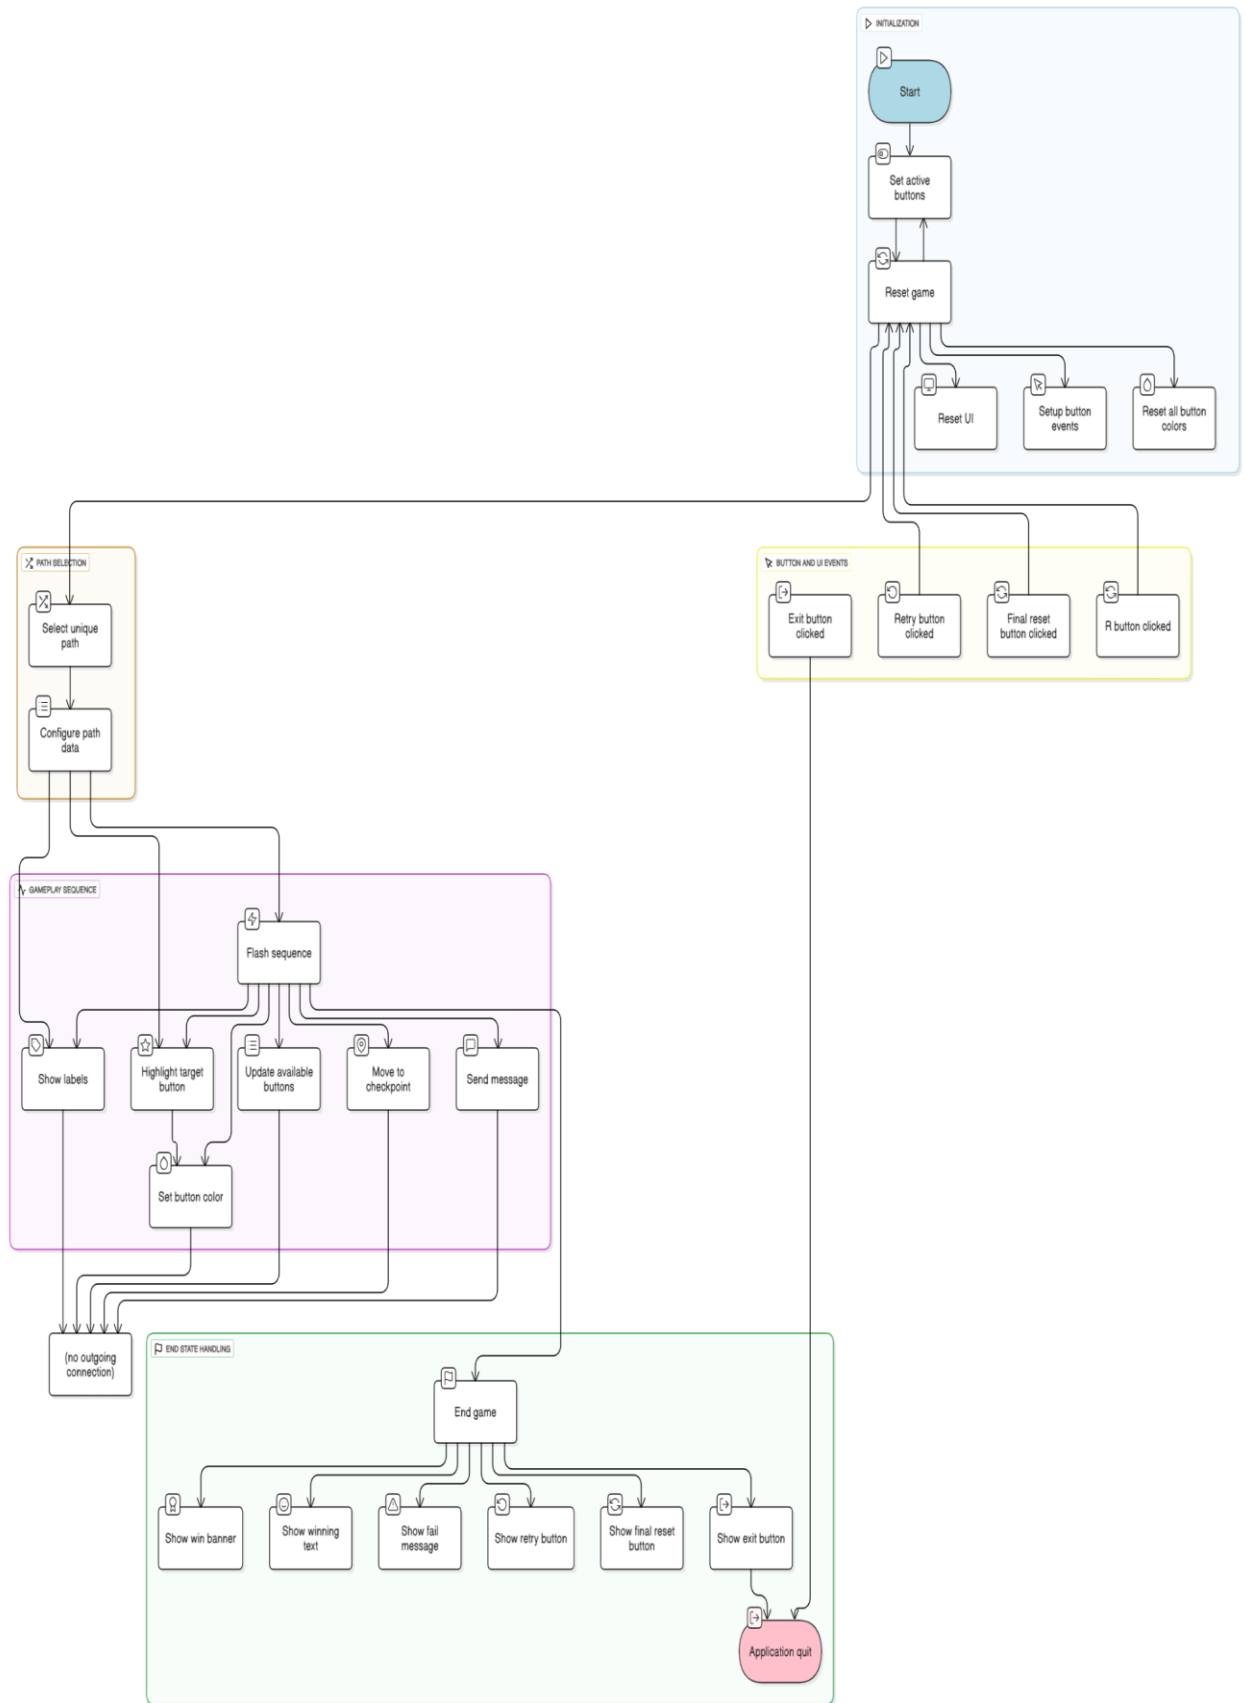 INITIALIZATION
Start
Set active
buttons
Reset game
Reset UI
Setup button
events
Reset all button
colors
PATH SELECTION
Select unique
path
Configure path
data
BUTTON AND UI EVENTS
Exit button
clicked
Retry button
clicked
Final reset
button clicked
R button clicked
GAMEPLAY SEQUENCE
Flash sequence
Show labels
Highlight target
button
Update available
buttons
Move to
checkpoint
Send message
Set button color
(no outgoing
connection)
END STATE HANDLING
End game
Show win banner
Show winning
text
Show fail
message
Show retry button
Show final reset
button
Show exit button
Application quit